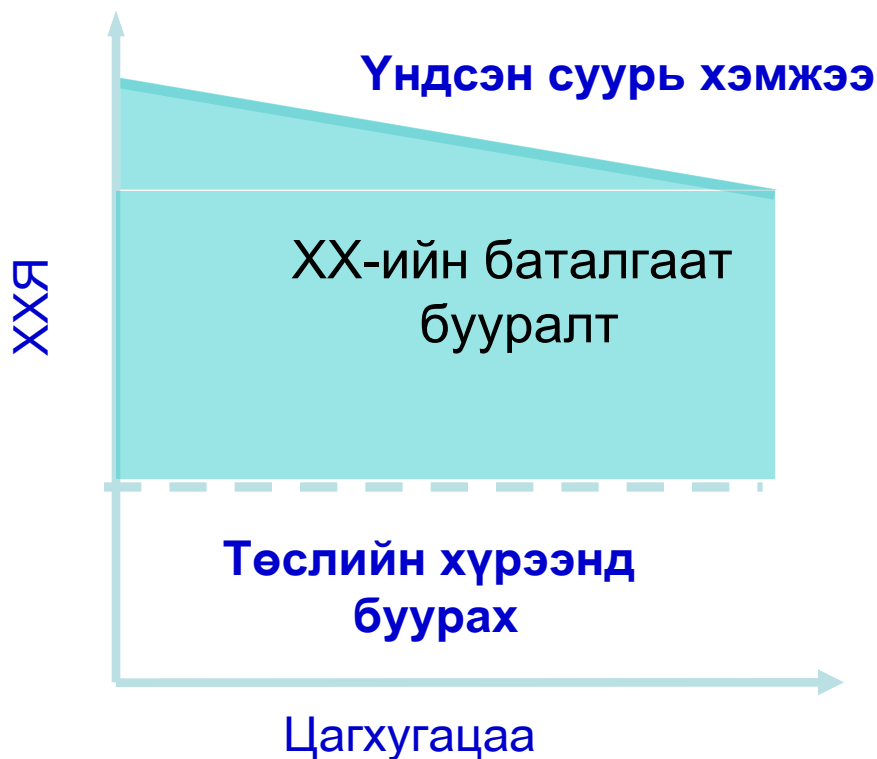 Үндсэн суурь хэмжээ
ХХ-ийн баталгаат
бууралт
ХХЯ
Төслийн хүрээнд
буурах
Цагхугацаа